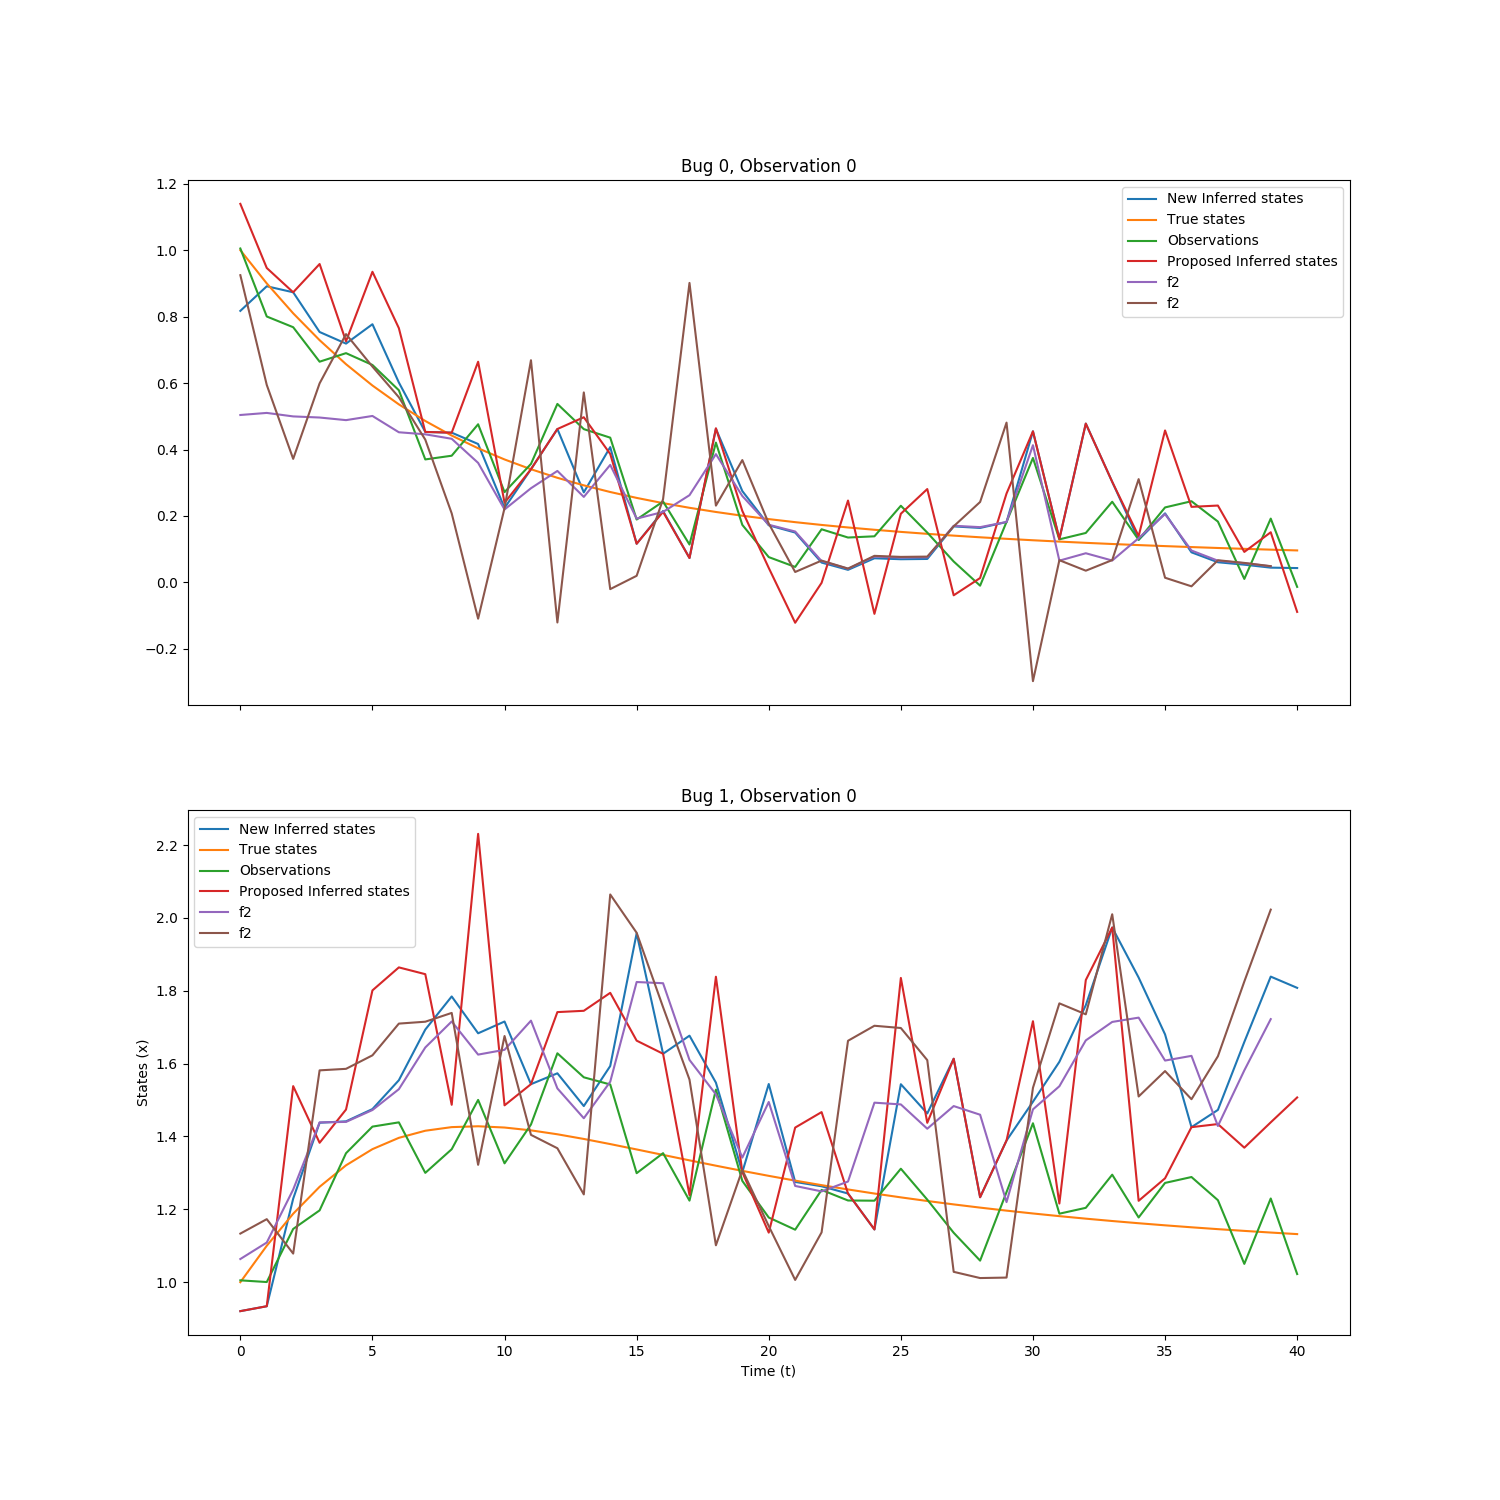 Bug 0, Observation 0
1.2
1.0
0.8
0.6
0.4
0.2
0.0
−0.2
New Inferred states
True states
Observations
Proposed Inferred states
f2
f2
Bug 1, Observation 0
States (x)
2.2
2.0
1.8
1.6
1.4
1.2
1.0
New Inferred states
True states
Observations
Proposed Inferred states
f2
f2
0 5 10 15 20 25 30 35 40
Time (t)